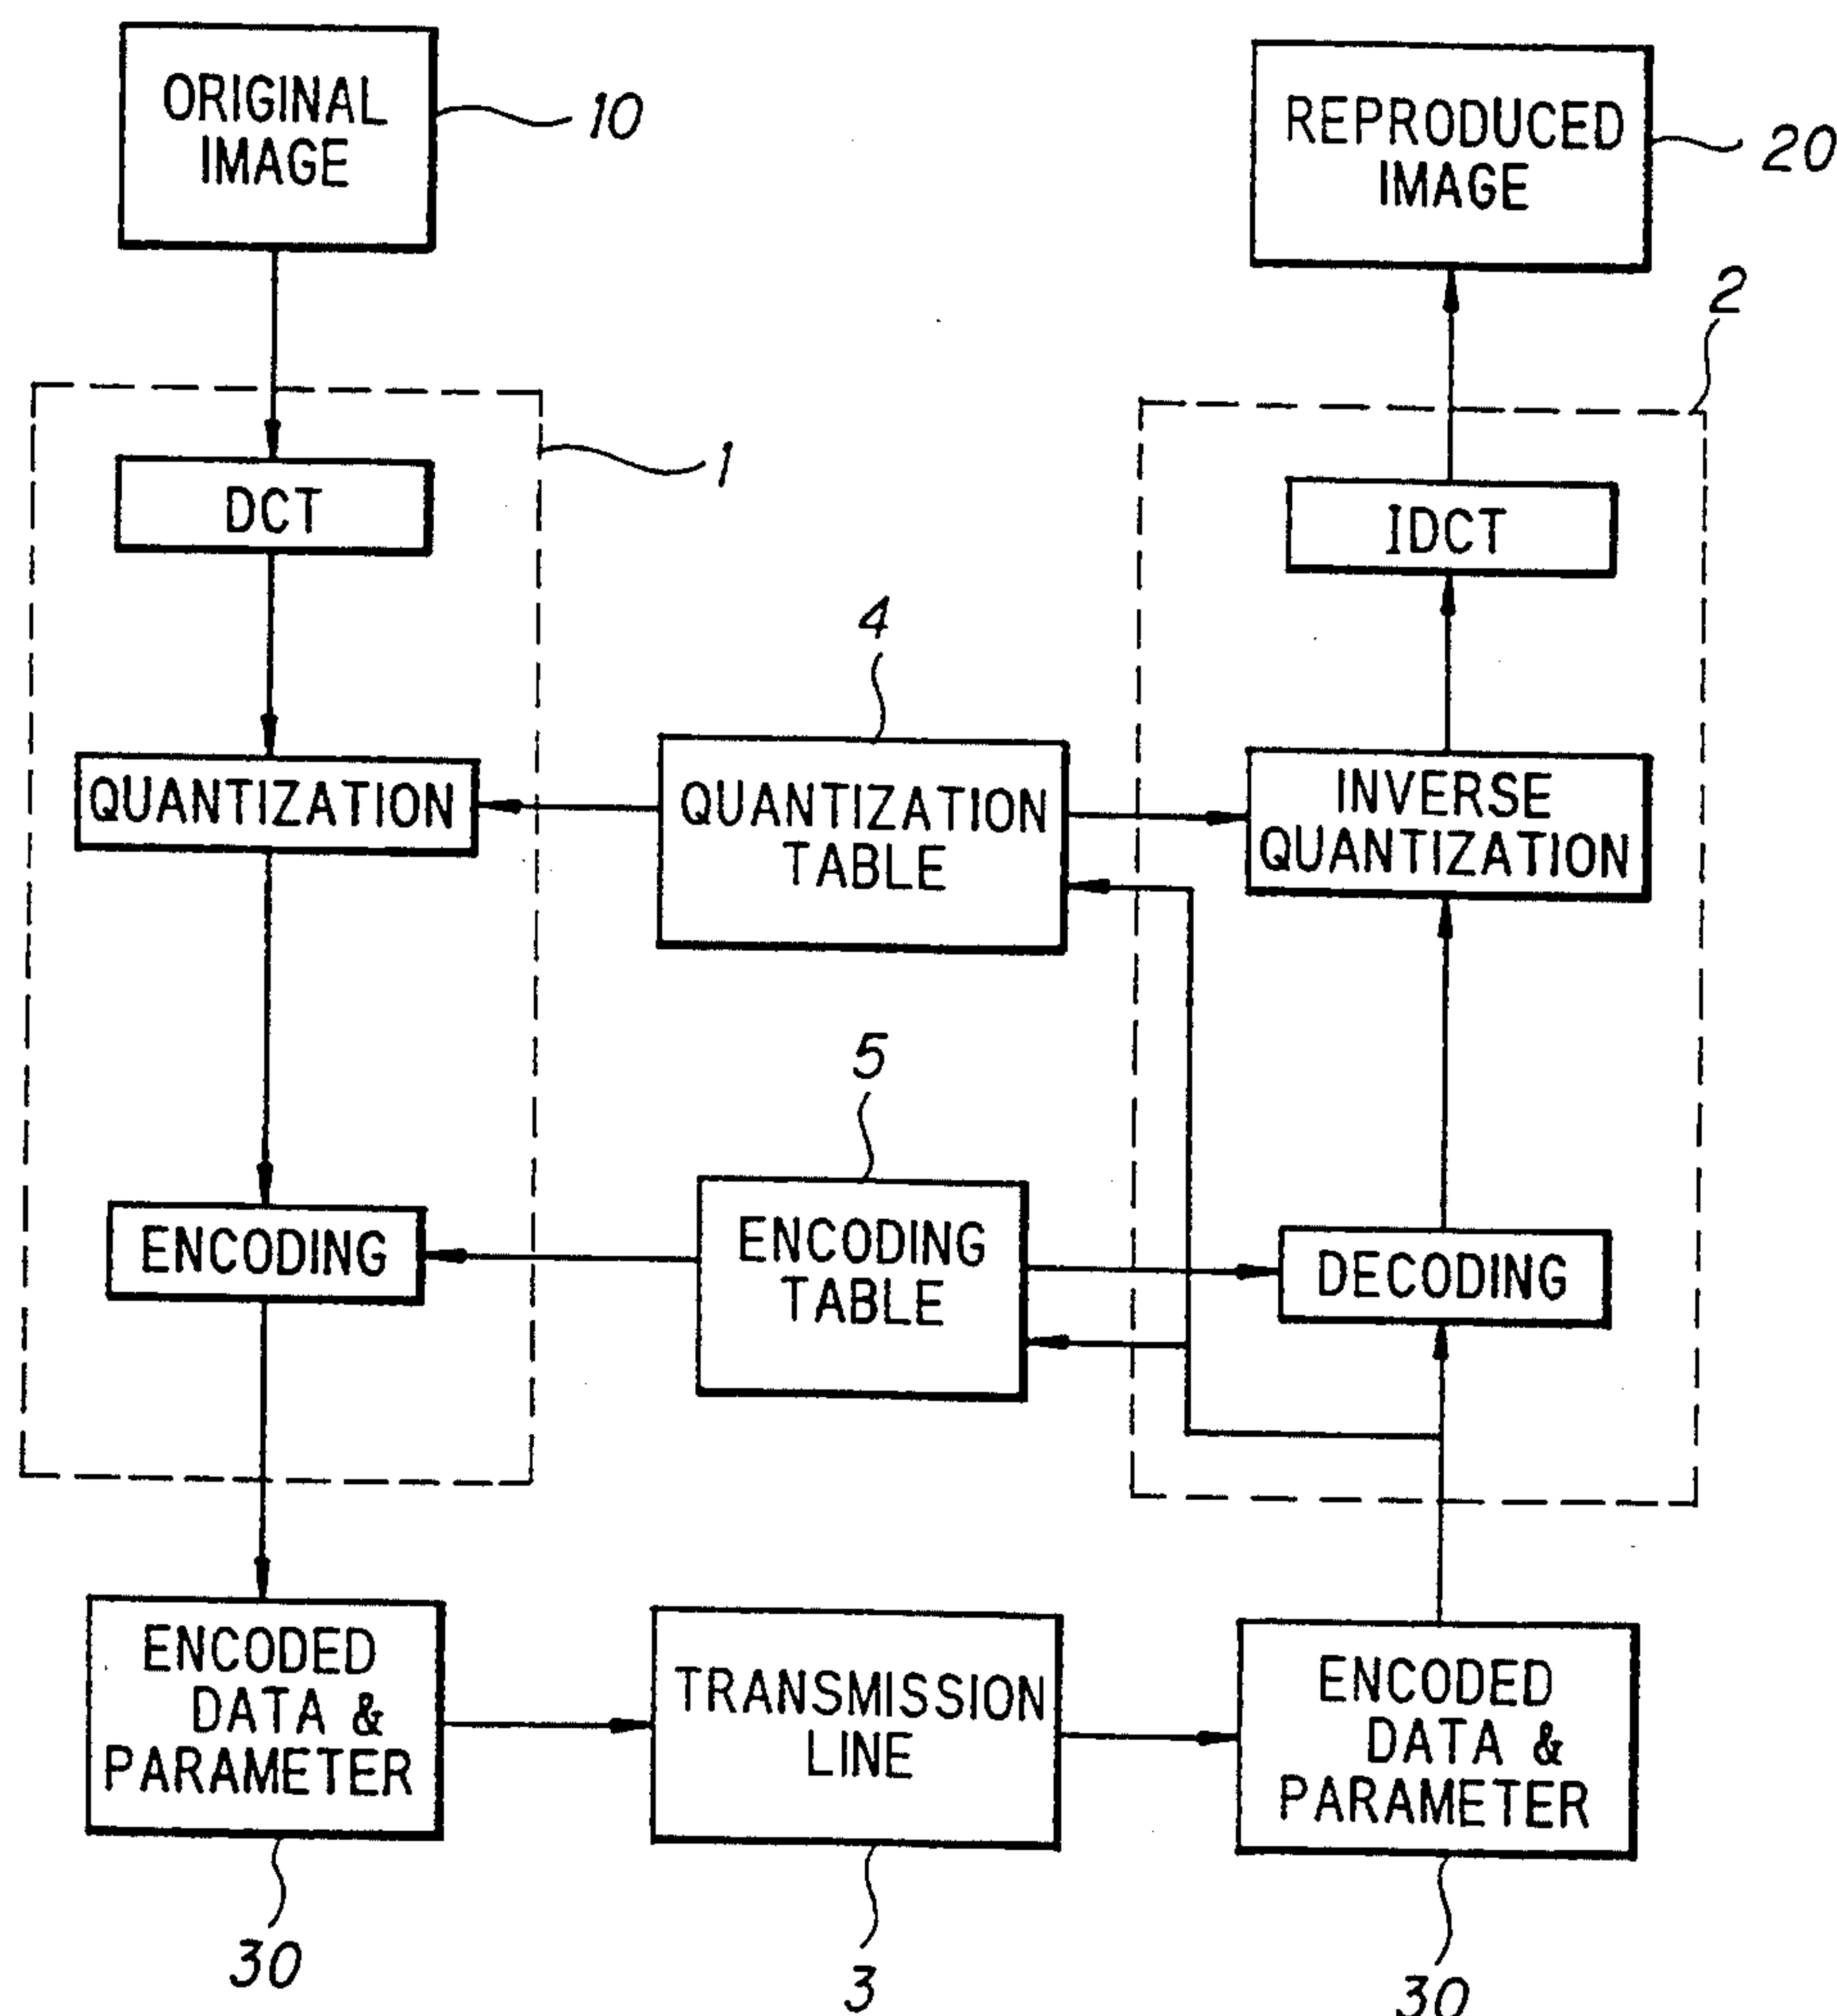 ORIGINAL
IMAGE
10
REPRODUCED
IMAGE
20
2
1
DCT
IDCT
4
QUANTIZATION
QUANTIZATION
TABLE
INVERSE
QUANTIZATION
5
ENCODING
ENCODING
TABLE
DECODING
ENCODED
DATA &
PARAMETER
TRANSMISSION
LINE
ENCODED
DATA &
PARAMETER
30
3
30